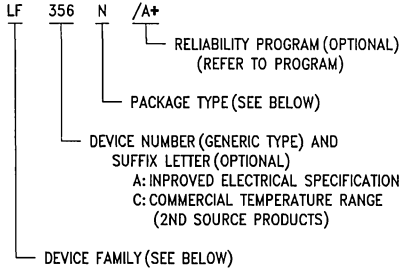 LF 356 N /A+
RELIABILITY PROGRAM (OPTIONAL)
(REFER TO PROGRAM)
PACKAGE TYPE (SEE BELOW)
DEVICE NUMBER (GENERIC TYPE) AND
SUFFIX LETTER (OPTIONAL)
A: INPROVED ELECTRICAL SPECIFICATION
C: COMMERCIAL TEMPERATURE RANGE
(2ND SOURCE PRODUCTS)
DEVICE FAMILY (SEE BELOW)